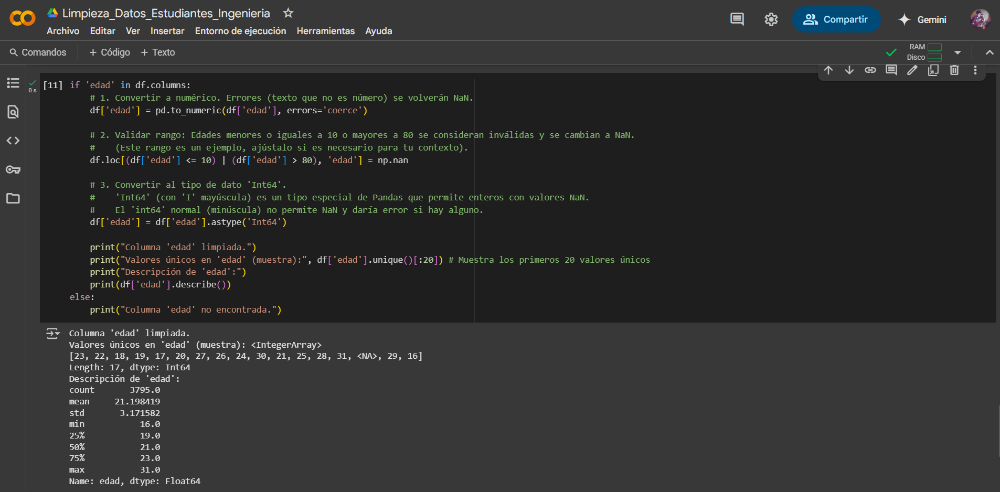 Limpieza_Datos_Estudiantes_Ingenieria
Archivo Editar Ver Insertar Entorno de ejecución Herramientas Ayuda
Compartir
Gemini
Comandos + Código + Texto
RAM
Disco
0 s
[11] if 'edad' in df.columns:
# 1. Convertir a numérico. Errores (texto que no es número) se volverán NaN.
df['edad'] = pd.to_numeric(df['edad'], errors='coerce')
# 2. Validar rango: Edades menores o iguales a 10 o mayores a 80 se consideran inválidas y se cambian a NaN.
#    (Este rango es un ejemplo, ajústalo si es necesario para tu contexto).
df.loc[(df['edad'] <= 10) | (df['edad'] > 80), 'edad'] = np.nan
# 3. Convertir al tipo de dato 'Int64'.
#    'Int64' (con 'I' mayúscula) es un tipo especial de Pandas que permite enteros con valores NaN.
#    El 'int64' normal (minúscula) no permite NaN y daría error si hay alguno.
df['edad'] = df['edad'].astype('Int64')
print("Columna 'edad' limpiada.")
print("Valores únicos en 'edad' (muestra):", df['edad'].unique()[:20]) # Muestra los primeros 20 valores únicos
print("Descripción de 'edad':")
print(df['edad'].describe())
else:
print("Columna 'edad' no encontrada.")
Columna 'edad' limpiada.
Valores únicos en 'edad' (muestra): <IntegerArray>
[23, 22, 18, 19, 17, 20, 27, 26, 24, 30, 21, 25, 28, 31, <NA>, 29, 16]
Length: 17, dtype: Int64
Descripción de 'edad':
count       3795.0
mean     21.198419
std       3.171582
min           16.0
25%           19.0
50%           21.0
75%           23.0
max           31.0
Name: edad, dtype: Float64